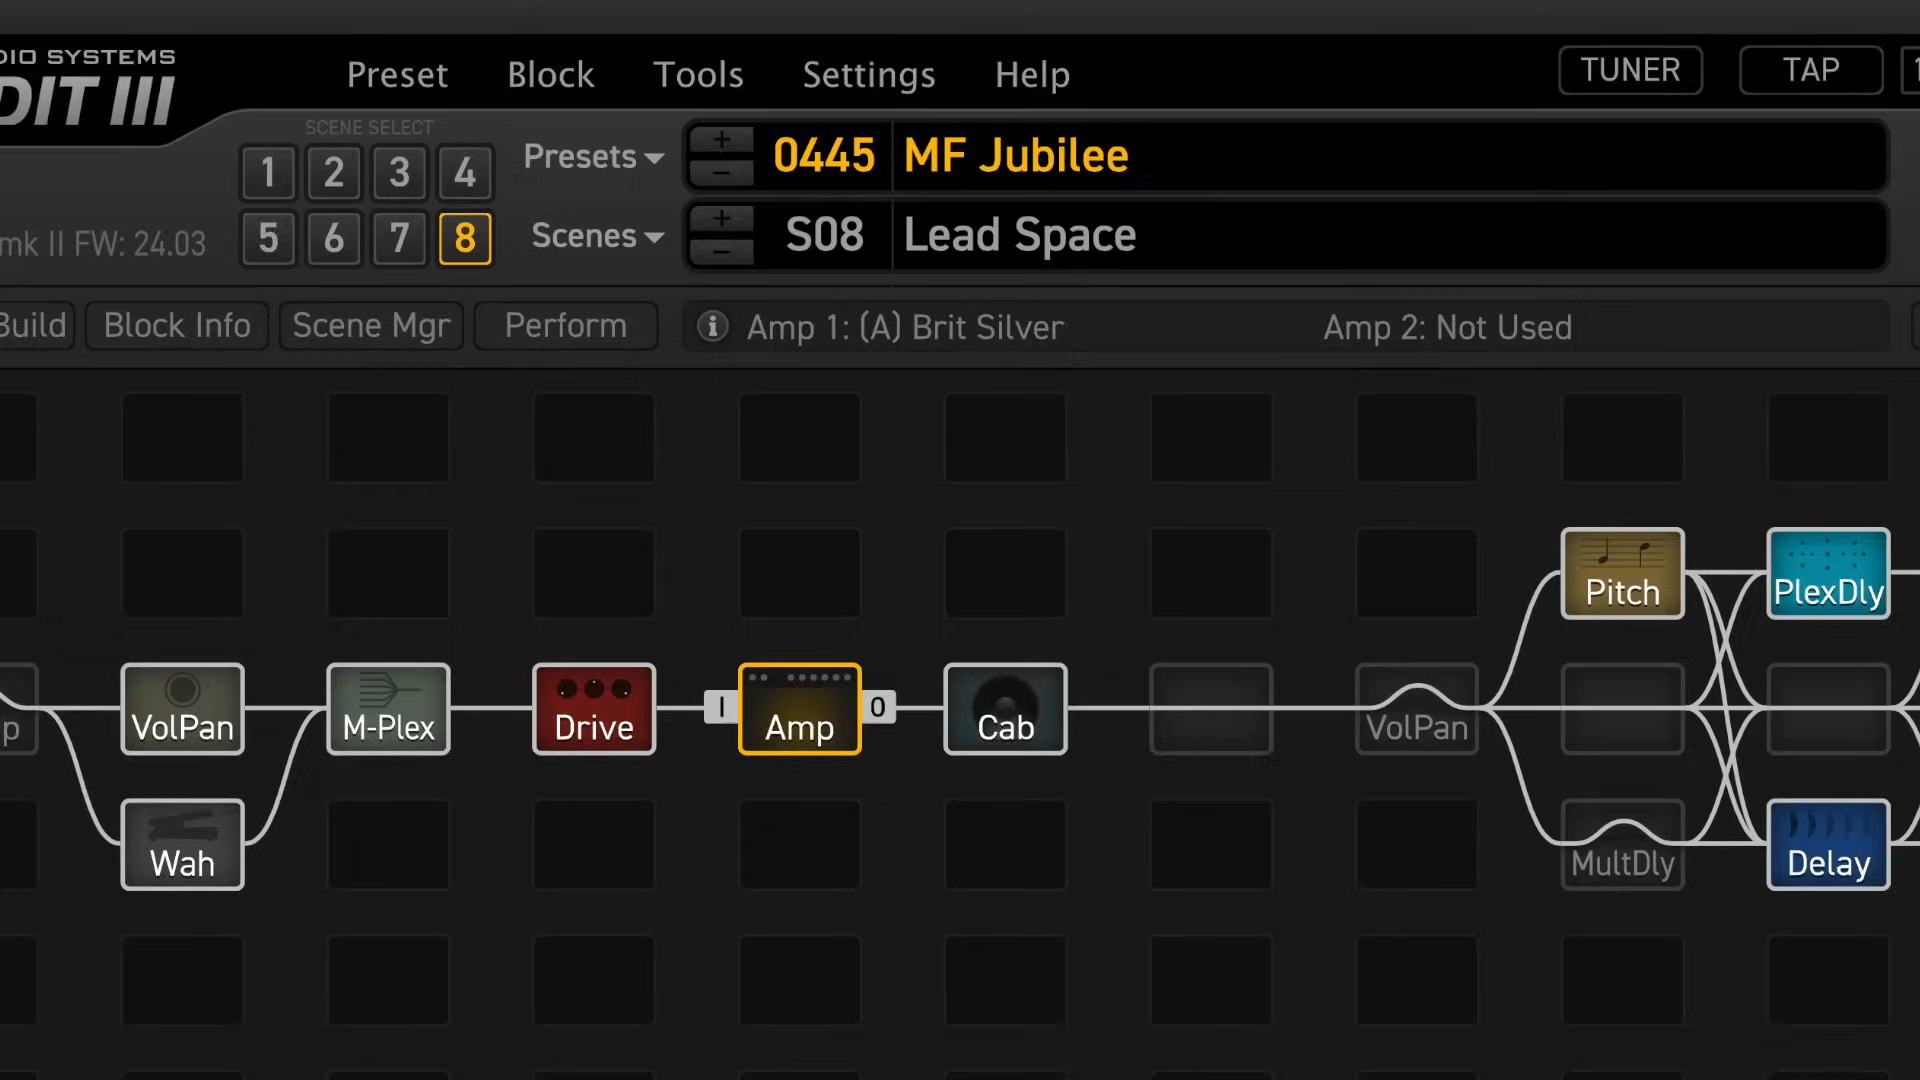 DIO SYSTEMS
DIT III
Preset Block Tools Settings Help
TUNER TAP
SCENE SELECT
1 2 3 4
Presets
+
−
0445 MF Jubilee
mk II FW: 24.03
5 6 7 8
Scenes
+
−
S08 Lead Space
Build Block Info Scene Mgr Perform
i Amp 1: (A) Brit Silver Amp 2: Not Used
Pitch PlexDly
p VolPan M-Plex Drive I Amp O Cab VolPan
Wah MultDly Delay